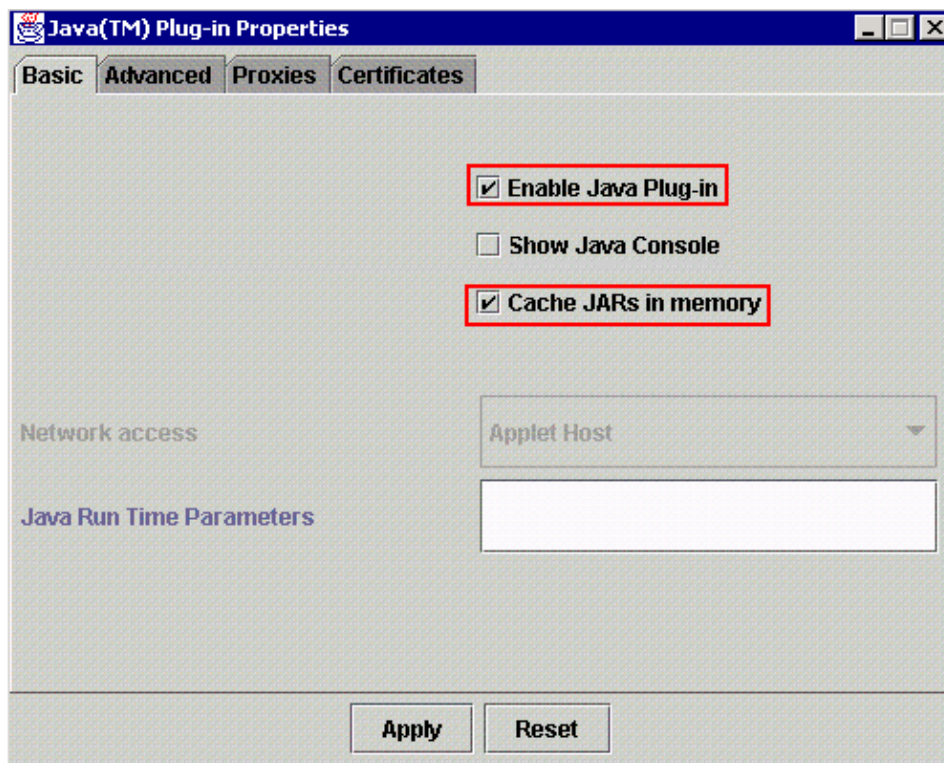 Java(TM) Plug-in Properties
Basic Advanced Proxies Certificates
Enable Java Plug-in
Show Java Console
Cache JARs in memory
Network access Applet Host
Java Run Time Parameters
Apply Reset